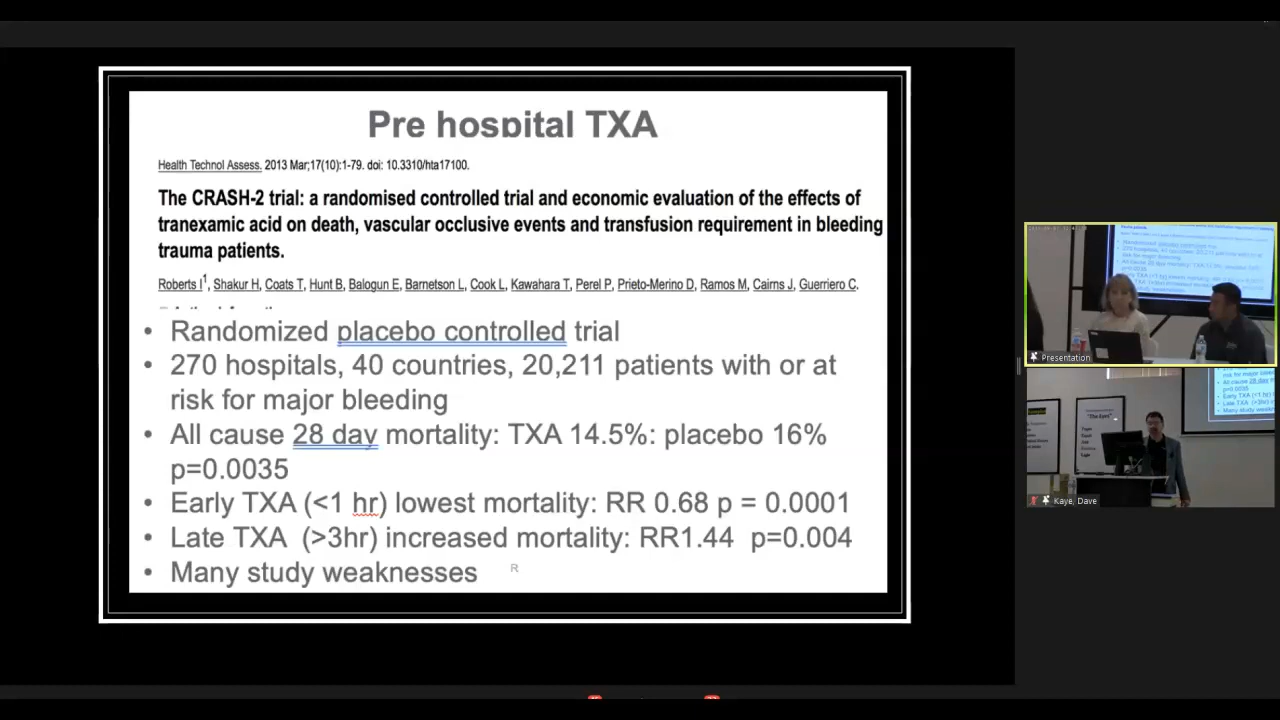 Pre hospital TXA
Health Technol Assess. 2013 Mar;17(10):1-79. doi: 10.3310/hta17100.
The CRASH-2 trial: a randomised controlled trial and economic evaluation of the effects of
tranexamic acid on death, vascular occlusive events and transfusion requirement in bleeding
trauma patients.
Roberts I1, Shakur H, Coats T, Hunt B, Balogun E, Barnetson L, Cook L, Kawahara T, Perel P, Prieto-Merino D, Ramos M, Cairns J, Guerriero C.
• Randomized placebo controlled trial
• 270 hospitals, 40 countries, 20,211 patients with or at
risk for major bleeding
• All cause 28 day mortality: TXA 14.5%: placebo 16%
p=0.0035
• Early TXA (<1 hr) lowest mortality: RR 0.68 p = 0.0001
• Late TXA (>3hr) increased mortality: RR1.44 p=0.004
• Many study weaknesses
R
Presentation
"The Eyes"
Kaye, Dave